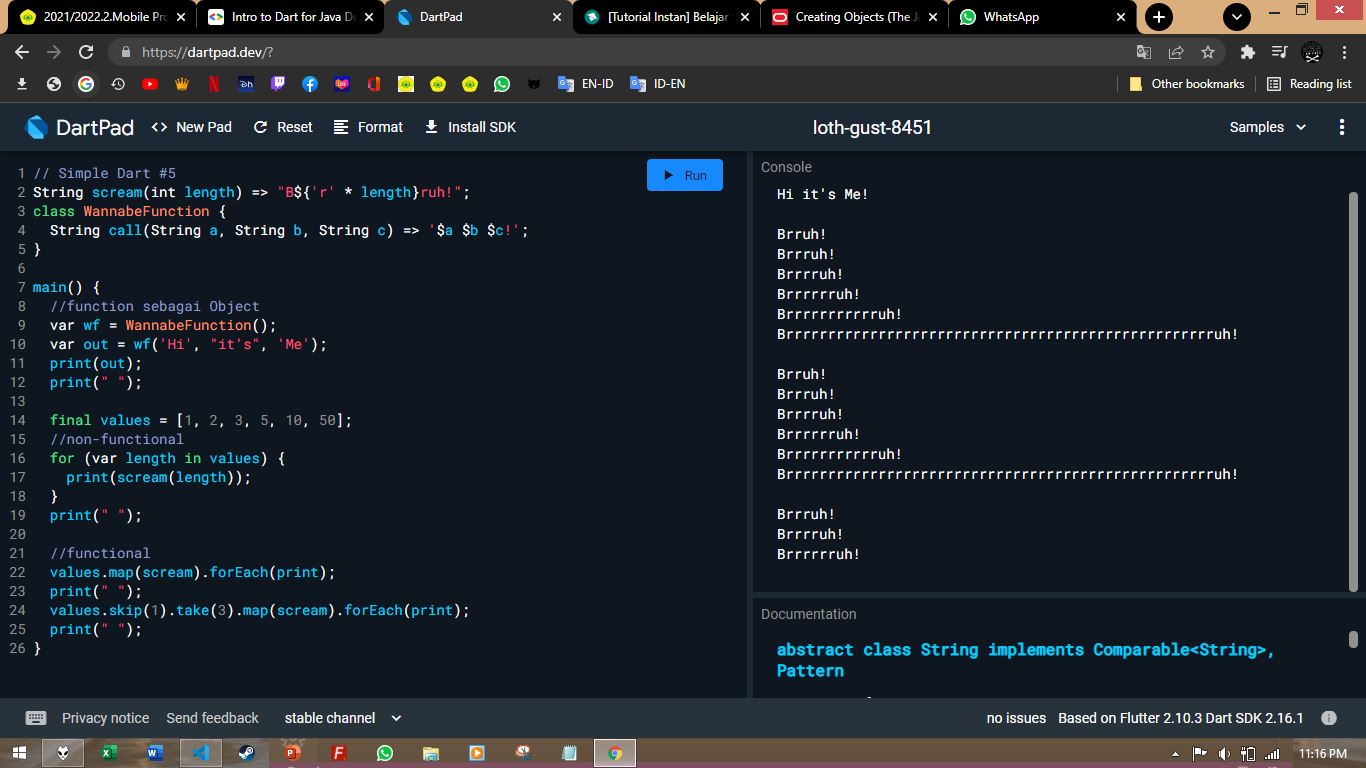 2021/2022.2.Mobile Pro
Intro to Dart for Java D
DartPad
[Tutorial Instan] Belajar
Creating Objects (The J
WhatsApp
https://dartpad.dev/?
EN-ID
ID-EN
Other bookmarks
Reading list
DartPad
New Pad
Reset
Format
Install SDK
loth-gust-8451
Samples
Run
1 // Simple Dart #5
2 String scream(int length) => "B${'r' * length}ruh!";
3 class WannabeFunction {
4 String call(String a, String b, String c) => '$a $b $c!';
5 }
6
7 main() {
8 //function sebagai Object
9 var wf = WannabeFunction();
10 var out = wf('Hi', "it's", 'Me');
11 print(out);
12 print(" ");
13
14 final values = [1, 2, 3, 5, 10, 50];
15 //non-functional
16 for (var length in values) {
17 print(scream(length));
18 }
19 print(" ");
20
21 //functional
22 values.map(scream).forEach(print);
23 print(" ");
24 values.skip(1).take(3).map(scream).forEach(print);
25 print(" ");
26 }
Console
Hi it's Me!
Brruh!
Brrruh!
Brrrruh!
Brrrrrruh!
Brrrrrrrrrrruh!
Brrrrrrrrrrrrrrrrrrrrrrrrrrrrrrrrrrrrrrrrrrrrrrrrrrrruh!
Brruh!
Brrruh!
Brrrruh!
Brrrrrruh!
Brrrrrrrrrrruh!
Brrrrrrrrrrrrrrrrrrrrrrrrrrrrrrrrrrrrrrrrrrrrrrrrrrrruh!
Brrruh!
Brrrruh!
Brrrrrruh!
Documentation
abstract class String implements Comparable<String>,
Pattern
Privacy notice
Send feedback
stable channel
no issues
Based on Flutter 2.10.3 Dart SDK 2.16.1
11:16 PM